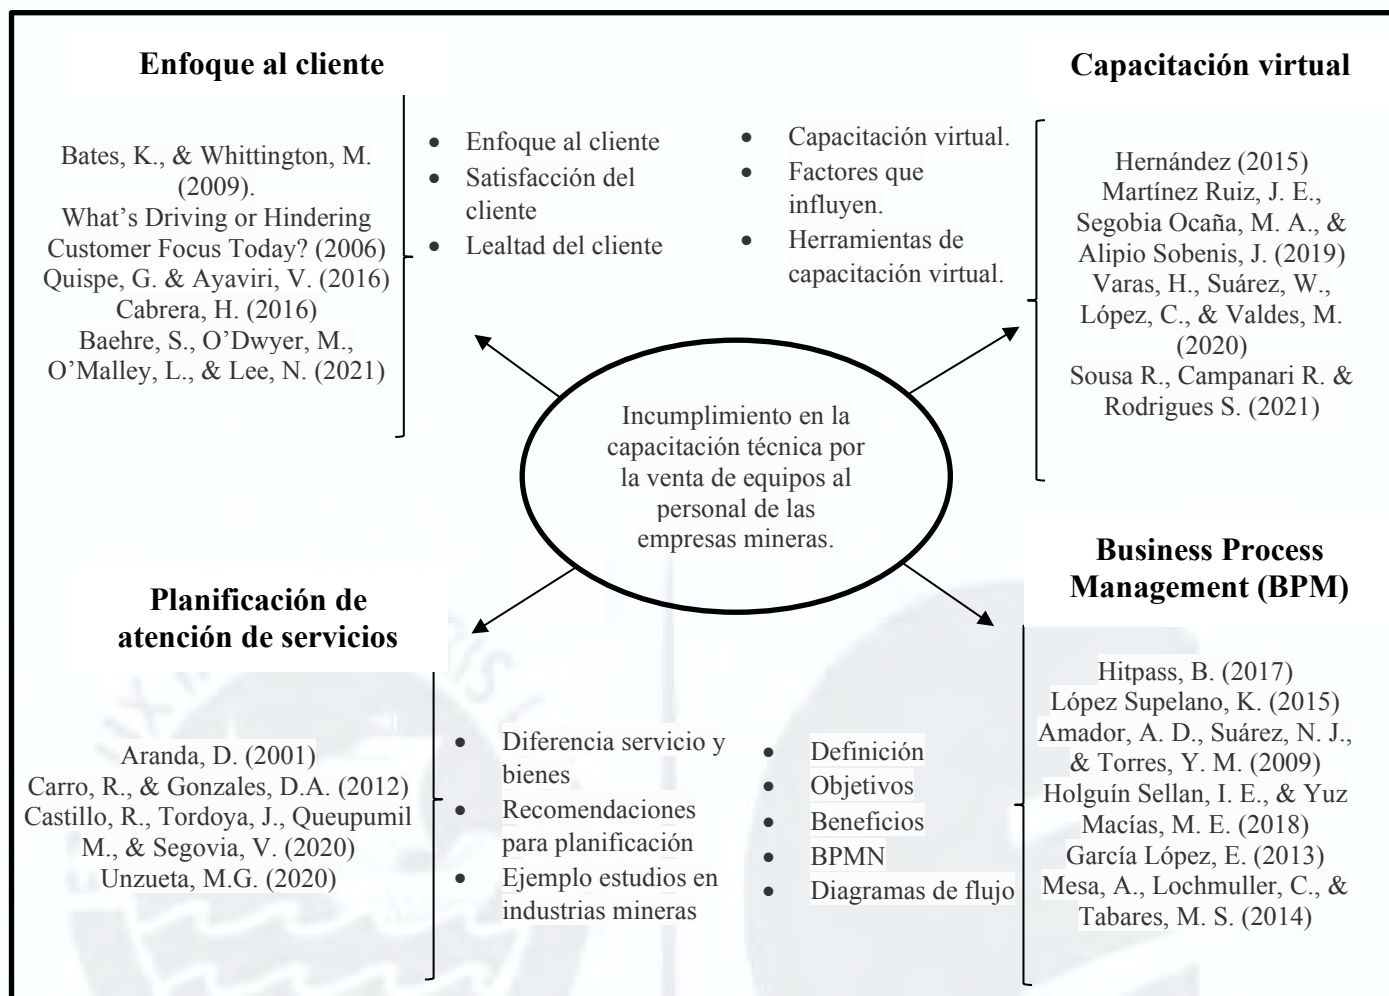 Enfoque al cliente
Bates, K., & Whittington, M.
(2009).
What’s Driving or Hindering
Customer Focus Today? (2006)
Quispe, G. & Ayaviri, V. (2016)
Cabrera, H. (2016)
Baehre, S., O’Dwyer, M.,
O’Malley, L., & Lee, N. (2021)
• Enfoque al cliente
• Satisfacción del
cliente
• Lealtad del cliente
Capacitación virtual
• Capacitación virtual.
• Factores que
influyen.
• Herramientas de
capacitación virtual.
Hernández (2015)
Martínez Ruiz, J. E.,
Segobia Ocaña, M. A., &
Alipio Sobenis, J. (2019)
Varas, H., Suárez, W.,
López, C., & Valdes, M.
(2020)
Sousa R., Campanari R. &
Rodrigues S. (2021)
Incumplimiento en la
capacitación técnica por
la venta de equipos al
personal de las
empresas mineras.
Planificación de
atención de servicios
Aranda, D. (2001)
Carro, R., & Gonzales, D.A. (2012)
Castillo, R., Tordoya, J., Queupumil
M., & Segovia, V. (2020)
Unzueta, M.G. (2020)
• Diferencia servicio y
bienes
• Recomendaciones
para planificación
• Ejemplo estudios en
industrias mineras
Business Process
Management (BPM)
• Definición
• Objetivos
• Beneficios
• BPMN
• Diagramas de flujo
Hitpass, B. (2017)
López Supelano, K. (2015)
Amador, A. D., Suárez, N. J.,
& Torres, Y. M. (2009)
Holguín Sellan, I. E., & Yuz
Macías, M. E. (2018)
García López, E. (2013)
Mesa, A., Lochmuller, C., &
Tabares, M. S. (2014)